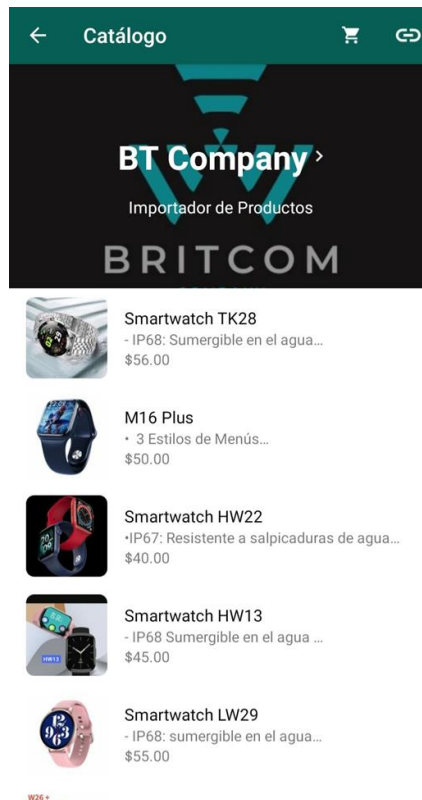 Catálogo
BT Company
Importador de Productos
BRITCOM
Smartwatch TK28
- IP68: Sumergible en el agua...
$56.00
M16 Plus
• 3 Estilos de Menús...
$50.00
Smartwatch HW22
•IP67: Resistente a salpicaduras de agua...
$40.00
Smartwatch HW13
- IP68 Sumergible en el agua ...
HW13
$45.00
Smartwatch LW29
- IP68: sumergible en el agua...
$55.00
W26 +